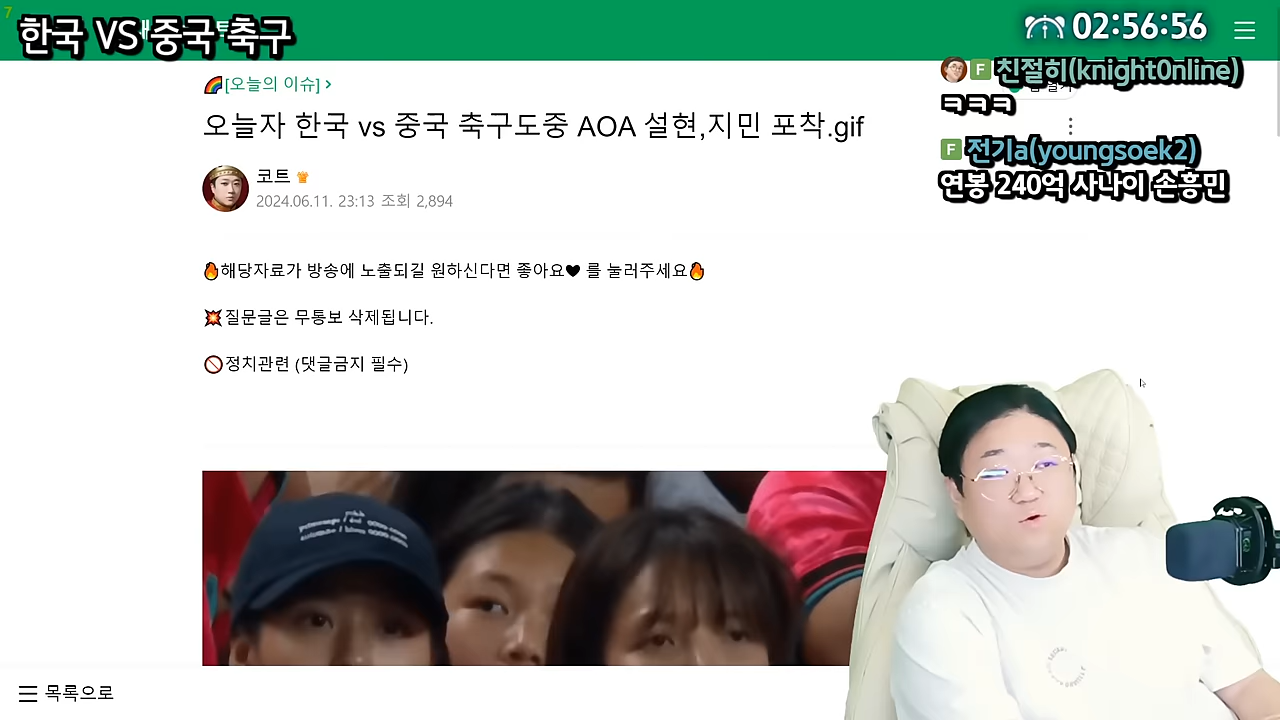 7
한국 VS 중국 축구
02:56:56
친절히(knight0nline)
ㅋㅋㅋ
전기a(youngsoek2)
연봉 240억 사나이 손흥민
[오늘의 이슈] >
오늘자 한국 vs 중국 축구도중 AOA 설현,지민 포착.gif
코트
2024.06.11. 23:13 조회 2,894
🔥해당자료가 방송에 노출되길 원하신다면 좋아요🖤 를 눌러주세요🔥
💥질문글은 무통보 삭제됩니다.
🚫정치관련 (댓글금지 필수)
목록으로